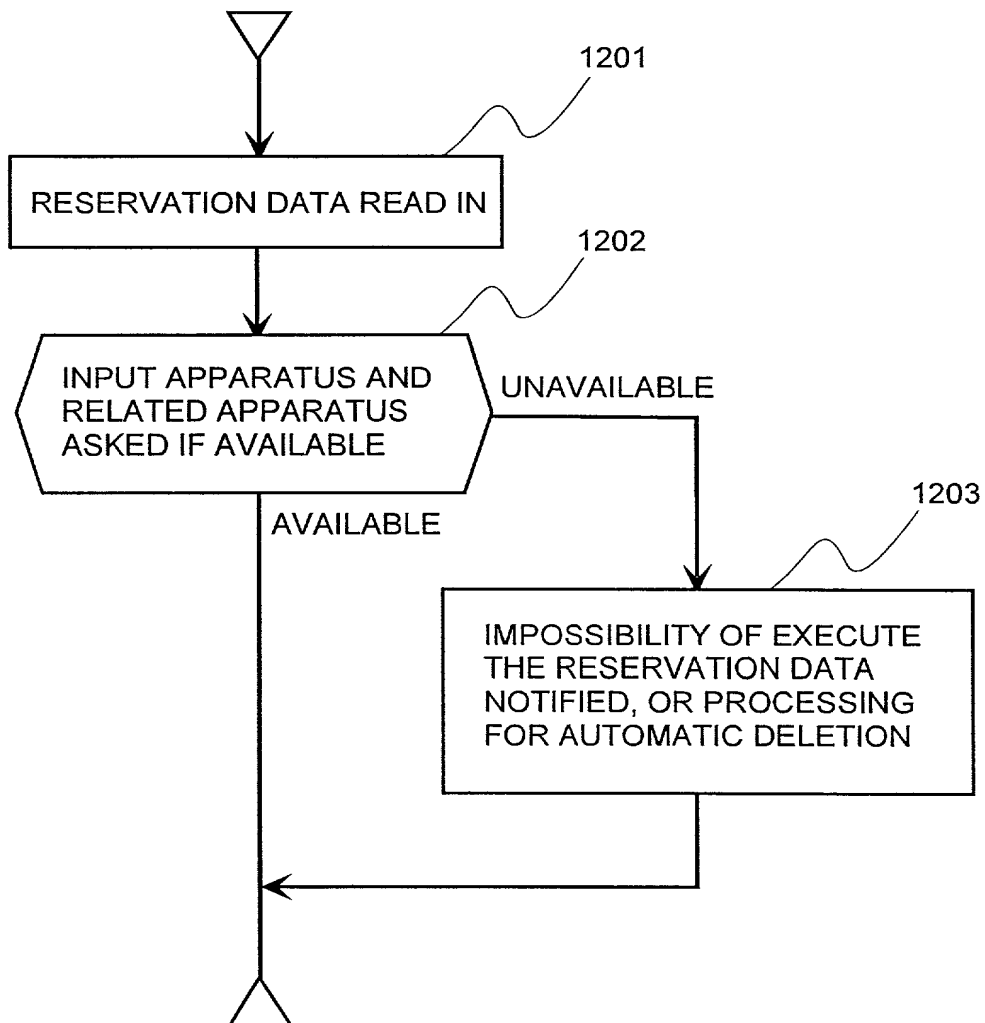 1201
RESERVATION DATA READ IN
1202
INPUT APPARATUS AND
RELATED APPARATUS
ASKED IF AVAILABLE
UNAVAILABLE
AVAILABLE
1203
IMPOSSIBILITY OF EXECUTE
THE RESERVATION DATA
NOTIFIED, OR PROCESSING
FOR AUTOMATIC DELETION